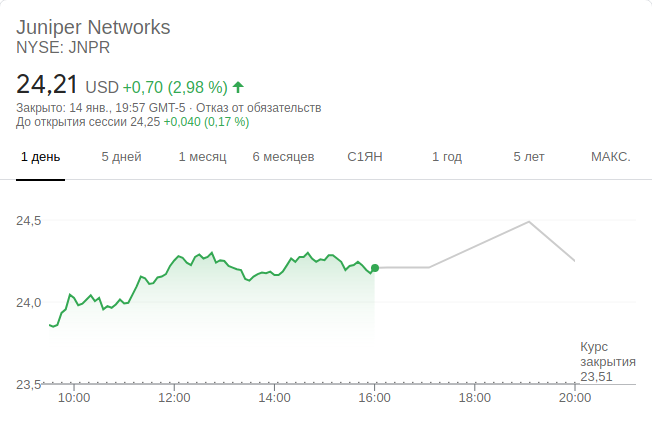 Juniper Networks
NYSE: JNPR
24,21 USD +0,70 (2,98 %)
Закрыто: 14 янв., 19:57 GMT-5 · Отказ от обязательств
До открытия сессии 24,25 +0,040 (0,17 %)
1 день 5 дней 1 месяц 6 месяцев С1ЯН 1 год 5 лет МАКС.
24,5
24,0
23,5
Курс
закрытия
23,51
10:00 12:00 14:00 16:00 18:00 20:00